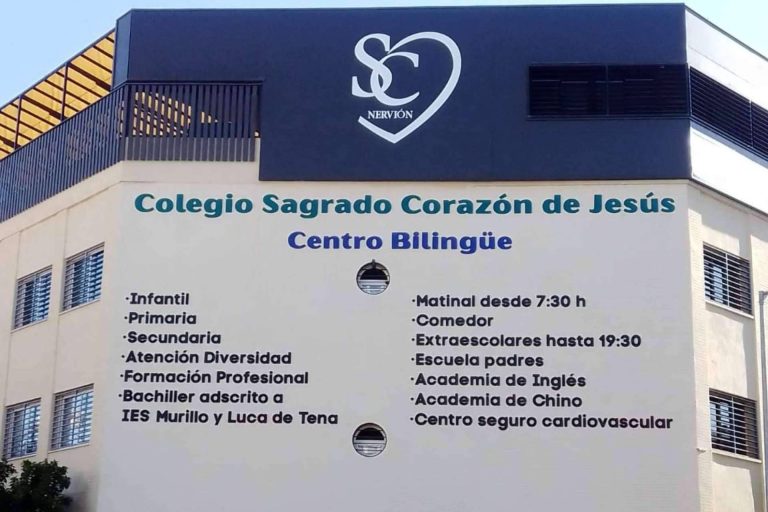 SC
NERVIÓN
Colegio Sagrado Corazón de Jesús
Centro Bilingüe
·Infantil
·Primaria
·Secundaria
·Atención Diversidad
·Formación Profesional
·Bachiller adscrito a
IES Murillo y Luca de Tena
·Matinal desde 7:30 h
·Comedor
·Extraescolares hasta 19:30
·Escuela padres
·Academia de Inglés
·Academia de Chino
·Centro seguro cardiovascular